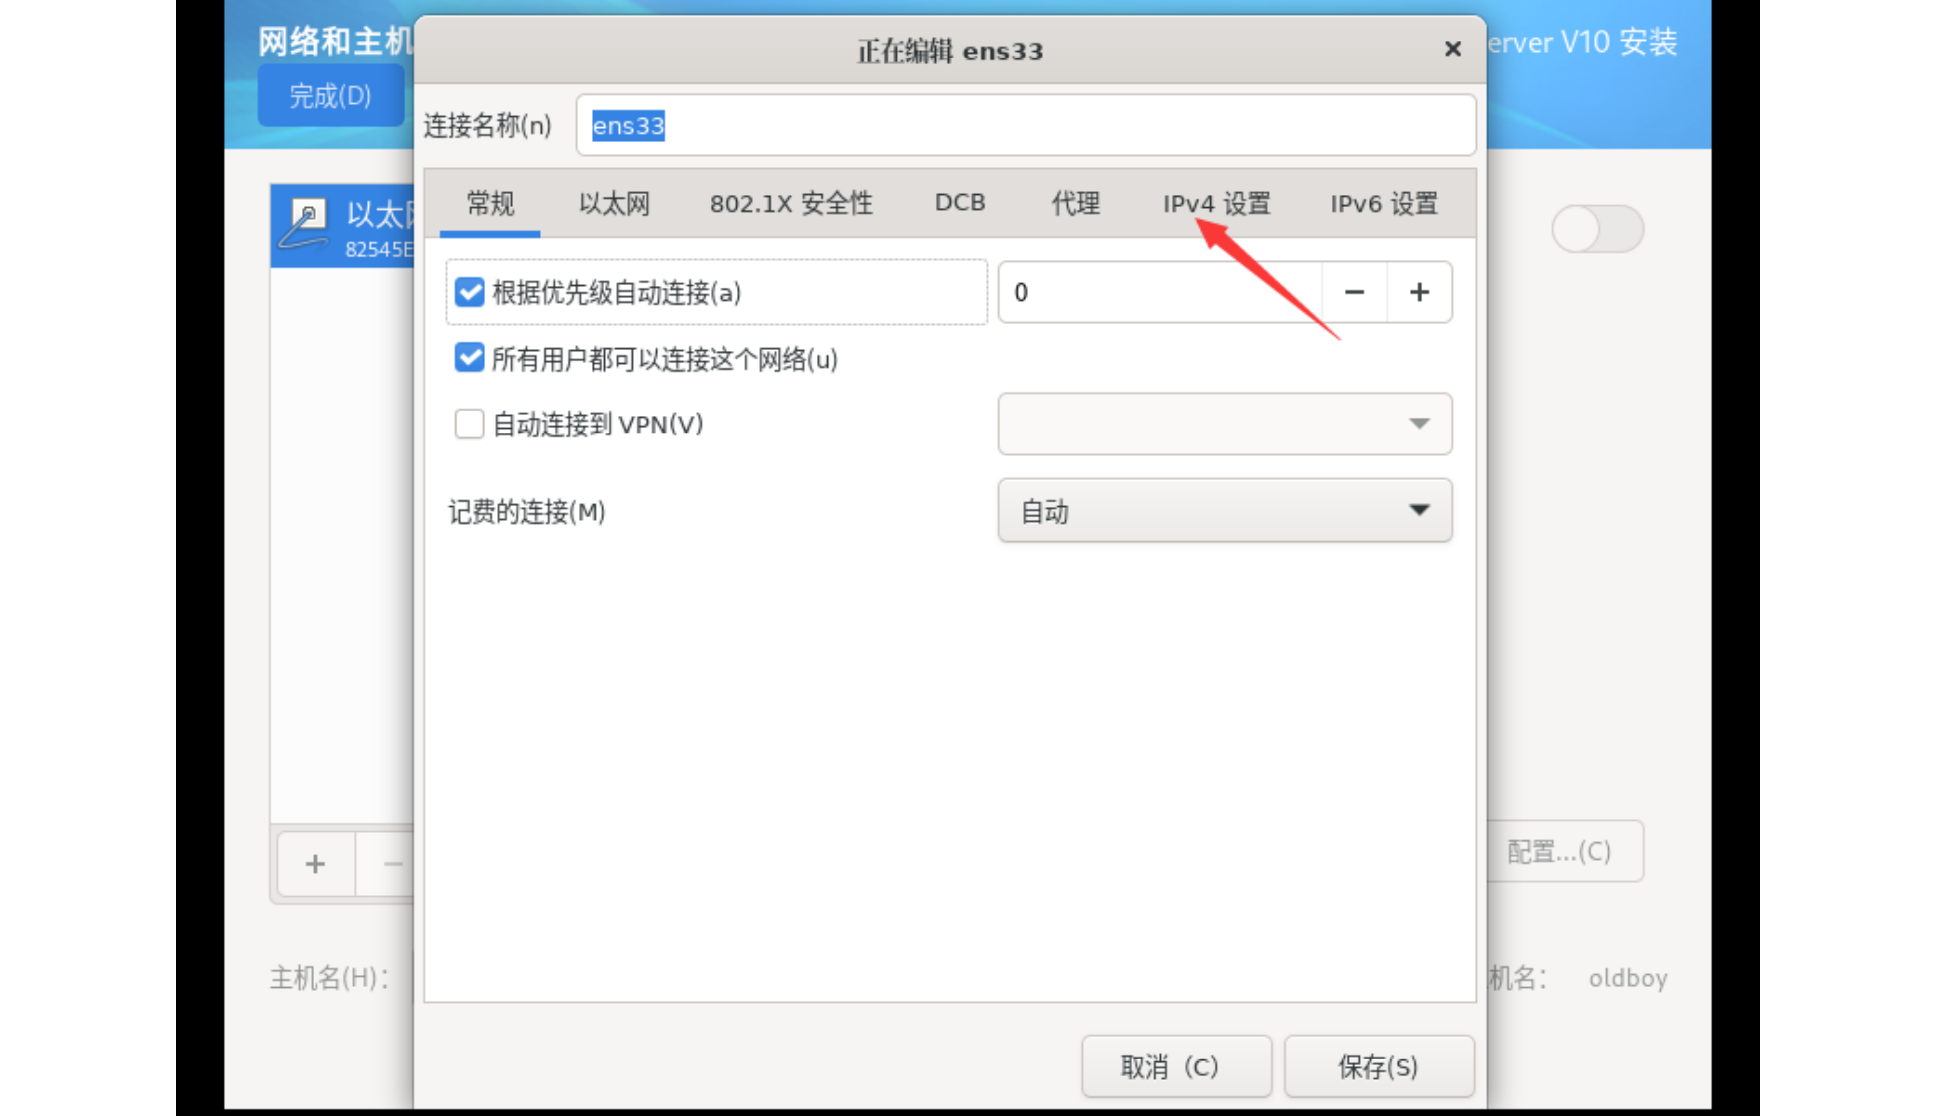 网络和主机
erver V10 安装
完成(D)
正在编辑 ens33
连接名称(n)
ens33
以太
82545E
常规
以太网
802.1X 安全性
DCB
代理
IPv4 设置
IPv6 设置
根据优先级自动连接(a)
0
所有用户都可以连接这个网络(u)
自动连接到 VPN(V)
记费的连接(M)
自动
配置...(C)
主机名(H)：
机名：
oldboy
取消（C）
保存(S)